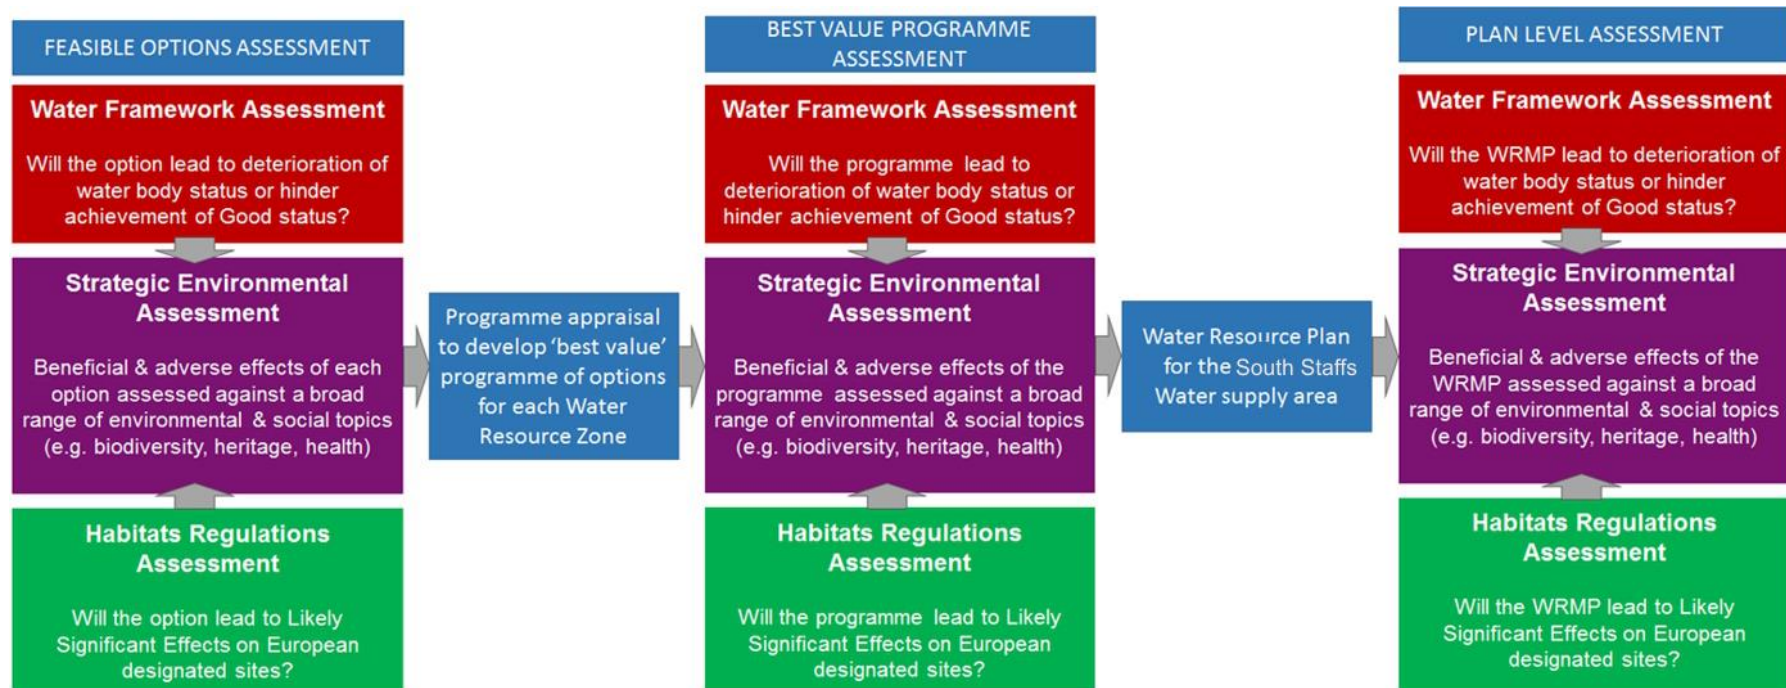 FEASIBLE OPTIONS ASSESSMENT
Water Framework Assessment
Will the option lead to deterioration of
water body status or hinder
achievement of Good status?
Strategic Environmental
Assessment
Beneficial & adverse effects of each
option assessed against a broad
range of environmental & social topics
(e.g. biodiversity, heritage, health)
Habitats Regulations
Assessment
Will the option lead to Likely
Significant Effects on European
designated sites?
Programme appraisal
to develop ‘best value’
programme of options
for each Water
Resource Zone
BEST VALUE PROGRAMME
ASSESSMENT
Water Framework Assessment
Will the programme lead to
deterioration of water body status or
hinder achievement of Good status?
Strategic Environmental
Assessment
Beneficial & adverse effects of the
programme assessed against a broad
range of environmental & social topics
(e.g. biodiversity, heritage, health)
Habitats Regulations
Assessment
Will the programme lead to Likely
Significant Effects on European
designated sites?
Water Resource Plan
for the South Staffs
Water supply area
PLAN LEVEL ASSESSMENT
Water Framework Assessment
Will the WRMP lead to deterioration of
water body status or hinder
achievement of Good status?
Strategic Environmental
Assessment
Beneficial & adverse effects of the
WRMP assessed against a broad
range of environmental & social topics
(e.g. biodiversity, heritage, health)
Habitats Regulations
Assessment
Will the WRMP lead to Likely
Significant Effects on European
designated sites?